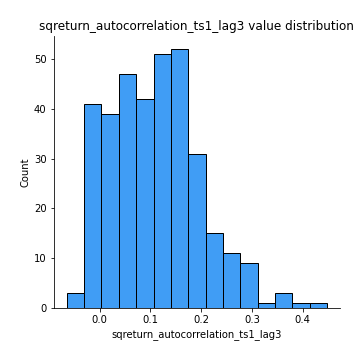 sqreturn_autocorrelation_ts1_lag3 value distribution
50
40
30
20
10
0
Count
0.0 0.1 0.2 0.3 0.4
sqreturn_autocorrelation_ts1_lag3